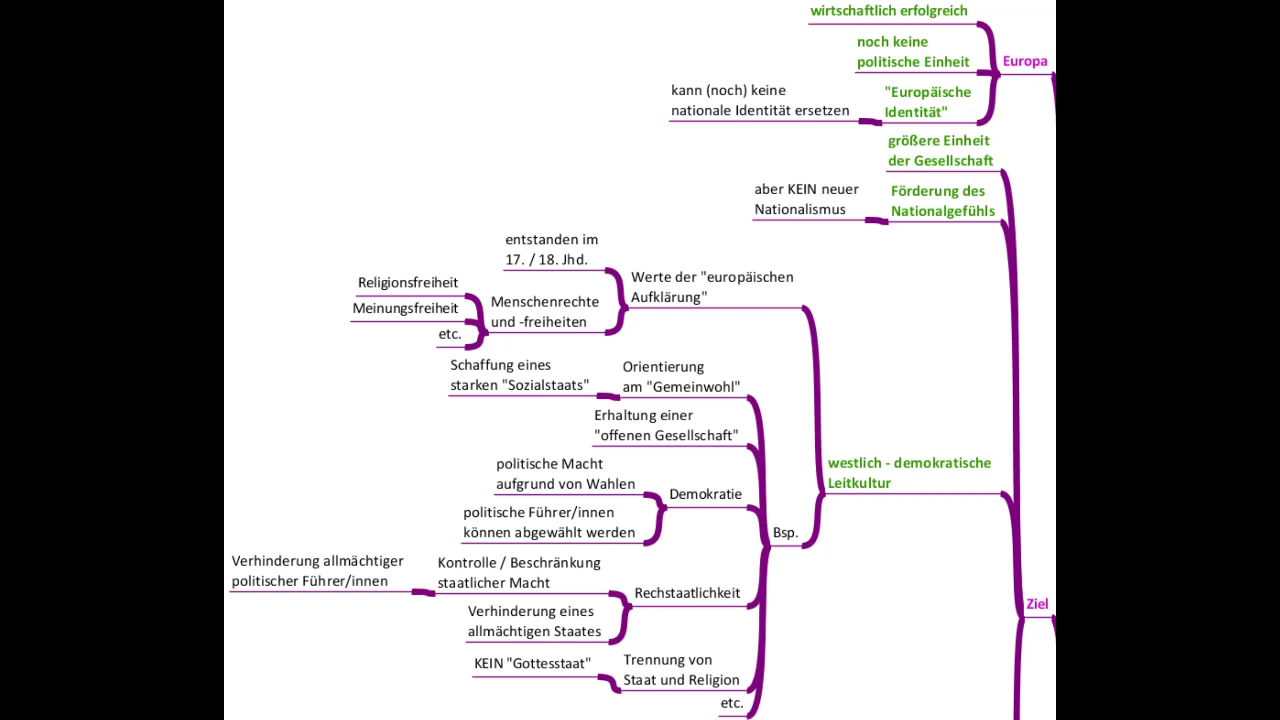 wirtschaftlich erfolgreich
noch keine
politische Einheit
Europa
kann (noch) keine
nationale Identität ersetzen
"Europäische
Identität"
größere Einheit
der Gesellschaft
aber KEIN neuer
Nationalismus
Förderung des
Nationalgefühls
entstanden im
17. / 18. Jhd.
Werte der "europäischen
Aufklärung"
Religionsfreiheit
Meinungsfreiheit
etc.
Menschenrechte
und -freiheiten
Schaffung eines
starken "Sozialstaats"
Orientierung
am "Gemeinwohl"
Erhaltung einer
"offenen Gesellschaft"
westlich - demokratische
Leitkultur
politische Macht
aufgrund von Wahlen
Demokratie
politische Führer/innen
können abgewählt werden
Bsp.
Verhinderung allmächtiger
politischer Führer/innen
Kontrolle / Beschränkung
staatlicher Macht
Rechstaatlichkeit
Verhinderung eines
allmächtigen Staates
Ziel
KEIN "Gottesstaat"
Trennung von
Staat und Religion
etc.